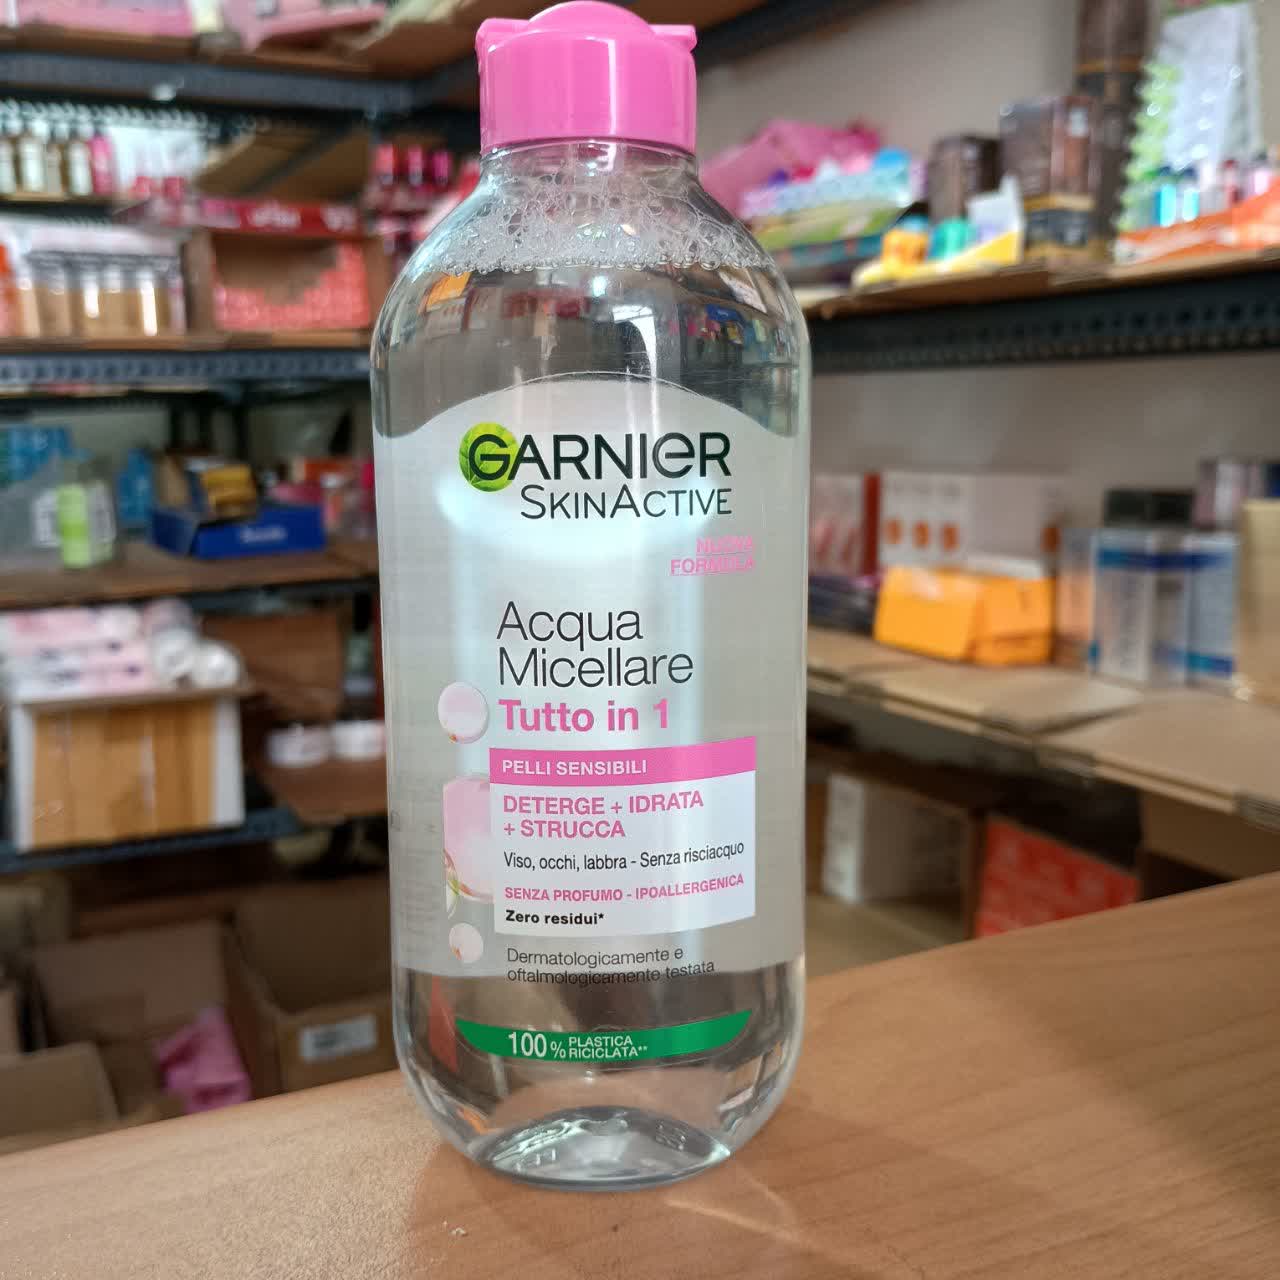 GARNIER
SKINACTIVE
NUOVA
FORMULA
Acqua
Micellare
Tutto in 1
PELLI SENSIBILI
DETERGE + IDRATA
+ STRUCCA
Viso, occhi, labbra - Senza risciacquo
SENZA PROFUMO - IPOALLERGENICA
Zero residui*
Dermatologicamente e
oftalmologicamente testata
100% PLASTICA
RICICLATA**